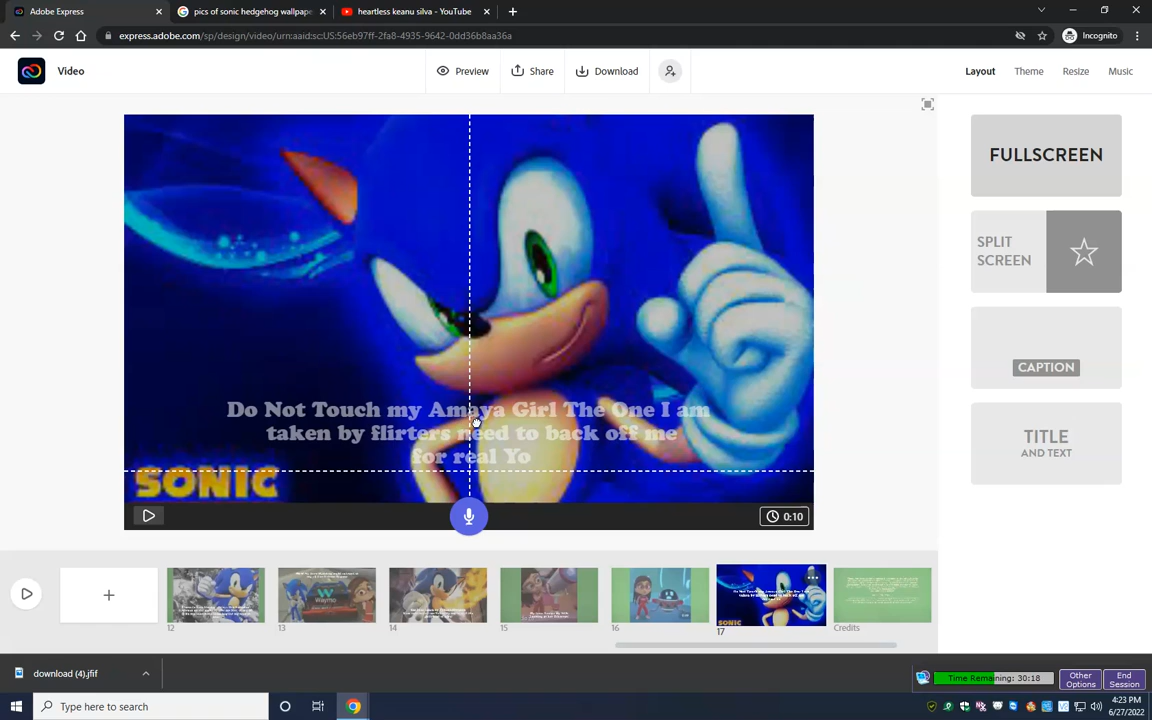 Adobe Express
pics of sonic hedgehog wallpape
heartless keanu silva - YouTube
express.adobe.com/sp/design/video/urn:aaid:sc:US:56eb97ff-2fa8-4935-9642-0dd36b8aa36a
Incognito
Video
Preview
Share
Download
Layout
Theme
Resize
Music
FULLSCREEN
SPLIT
SCREEN
CAPTION
TITLE
AND TEXT
Do Not Touch my Amaya Girl The One I am
taken by flirters need to back off me
for real Yo
SONIC
0:10
12
13
14
15
16
17
Credits
download (4).jfif
Time Remaining: 30:18
Other
Options
End
Session
Type here to search
4:23 PM
6/27/2022